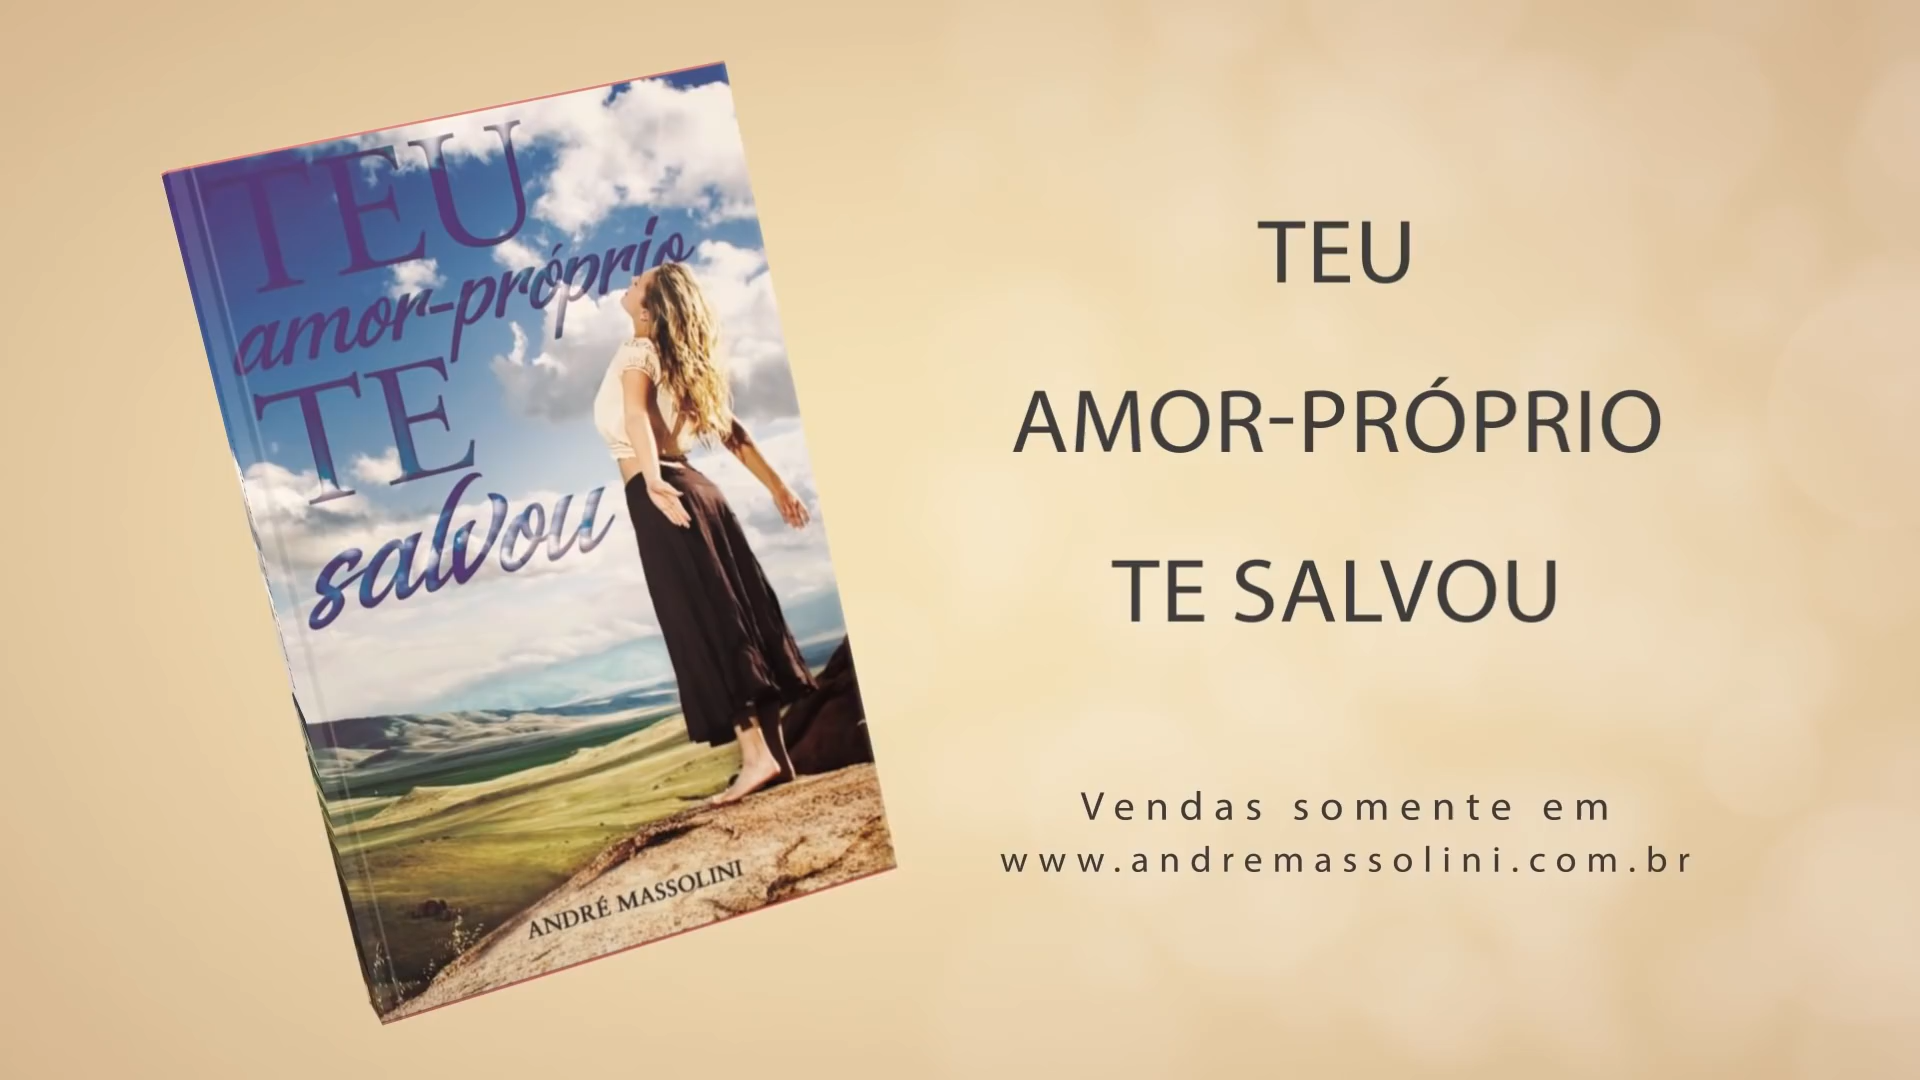 TEU
amor-próprio
TE
salvou
ANDRÉ MASSOLINI
TEU
AMOR-PRÓPRIO
TE SALVOU
Vendas somente em
www.andremassolini.com.br